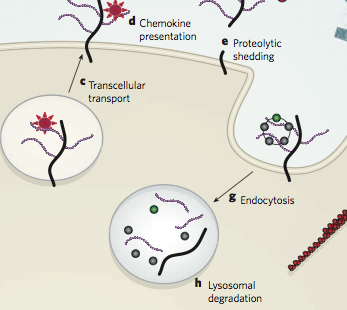 d Chemokine
presentation
e Proteolytic
shedding
c Transcellular
transport
g Endocytosis
h Lysosomal
degradation